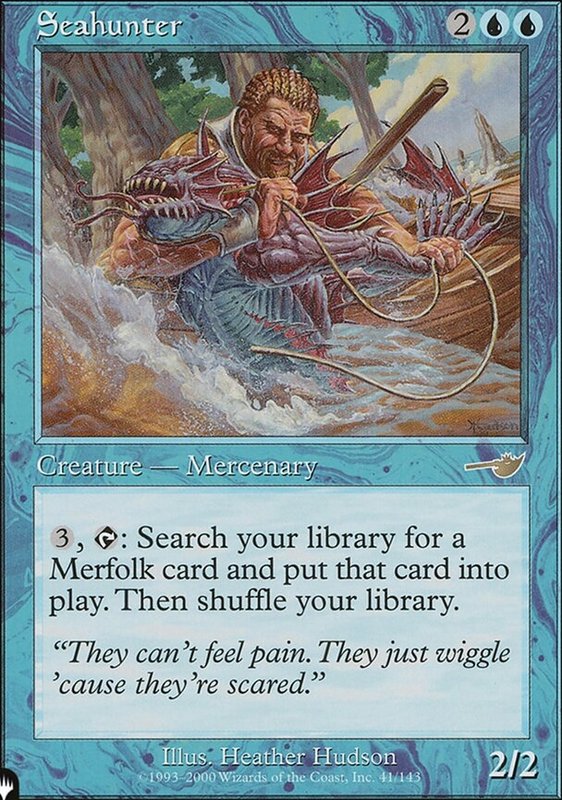 Seahunter 2
Creature — Mercenary
3, : Search your library for a
Merfolk card and put that card into
play. Then shuffle your library.
“They can’t feel pain. They just wiggle
’cause they’re scared.”
Illus. Heather Hudson
©1993–2000 Wizards of the Coast, Inc. 41/143
2/2